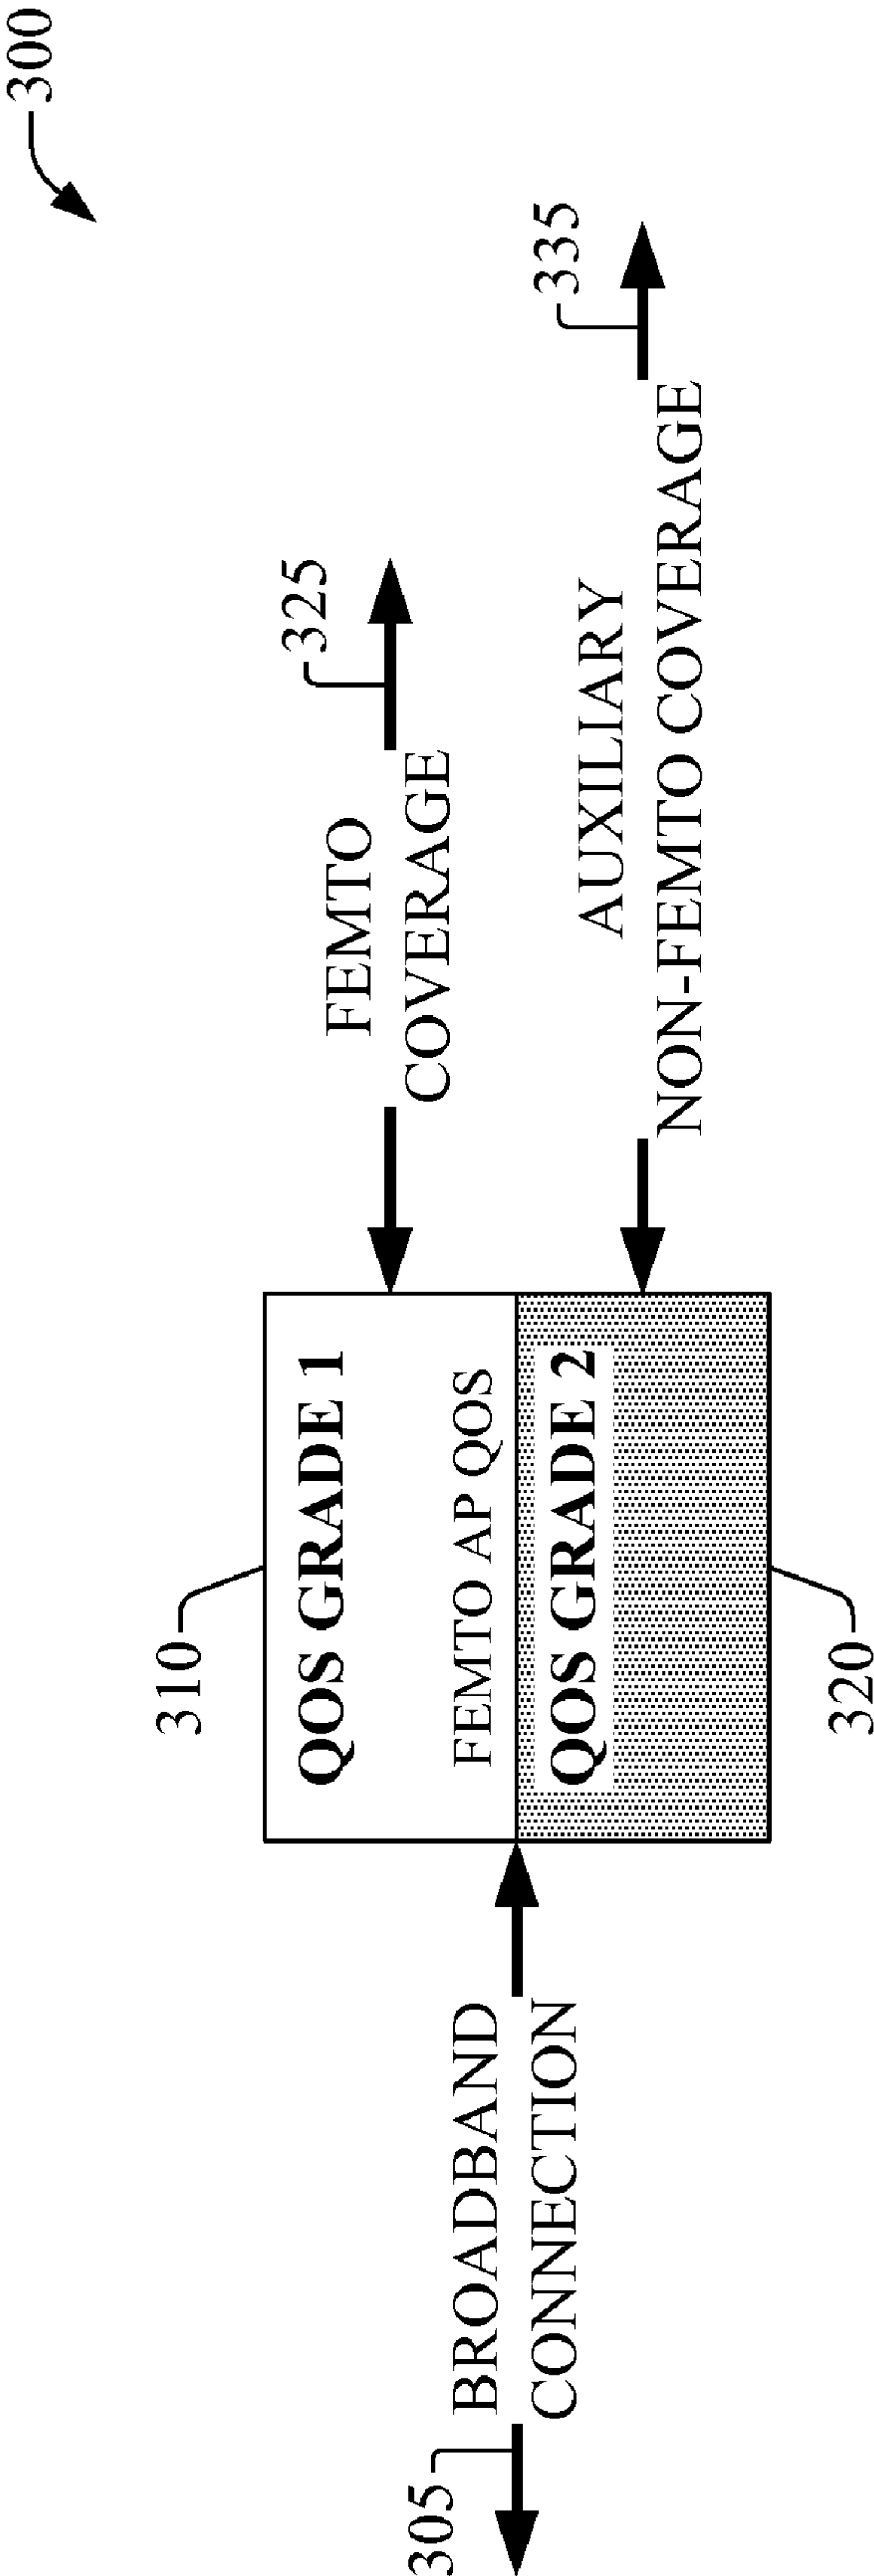 300
310
QOS GRADE 1
FEMTO AP QOS
QOS GRADE 2
320
305
BROADBAND
CONNECTION
325
FEMTO
COVERAGE
335
AUXILIARY
NON-FEMTO COVERAGE